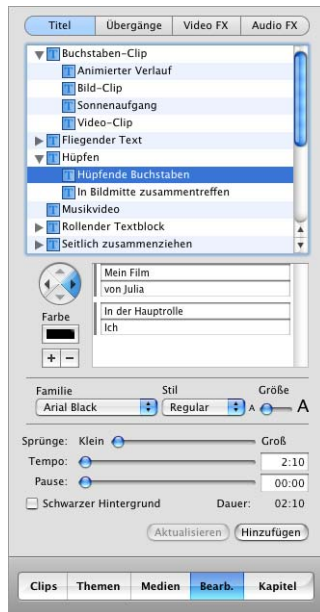 Titel Übergänge Video FX Audio FX
Buchstaben-Clip
Animierter Verlauf
Bild-Clip
Sonnenaufgang
Video-Clip
Fliegender Text
Hüpfen
Hüpfende Buchstaben
In Bildmitte zusammentreffen
Musikvideo
Rollender Textblock
Seitlich zusammenziehen
Mein Film
von Julia
In der Hauptrolle
Ich
Farbe
+ −
Familie Stil Größe
Arial Black Regular A A
Sprünge: Klein Groß
Tempo: 2:10
Pause: 00:00
Schwarzer Hintergrund Dauer: 02:10
Aktualisieren Hinzufügen
Clips Themen Medien Bearb. Kapitel